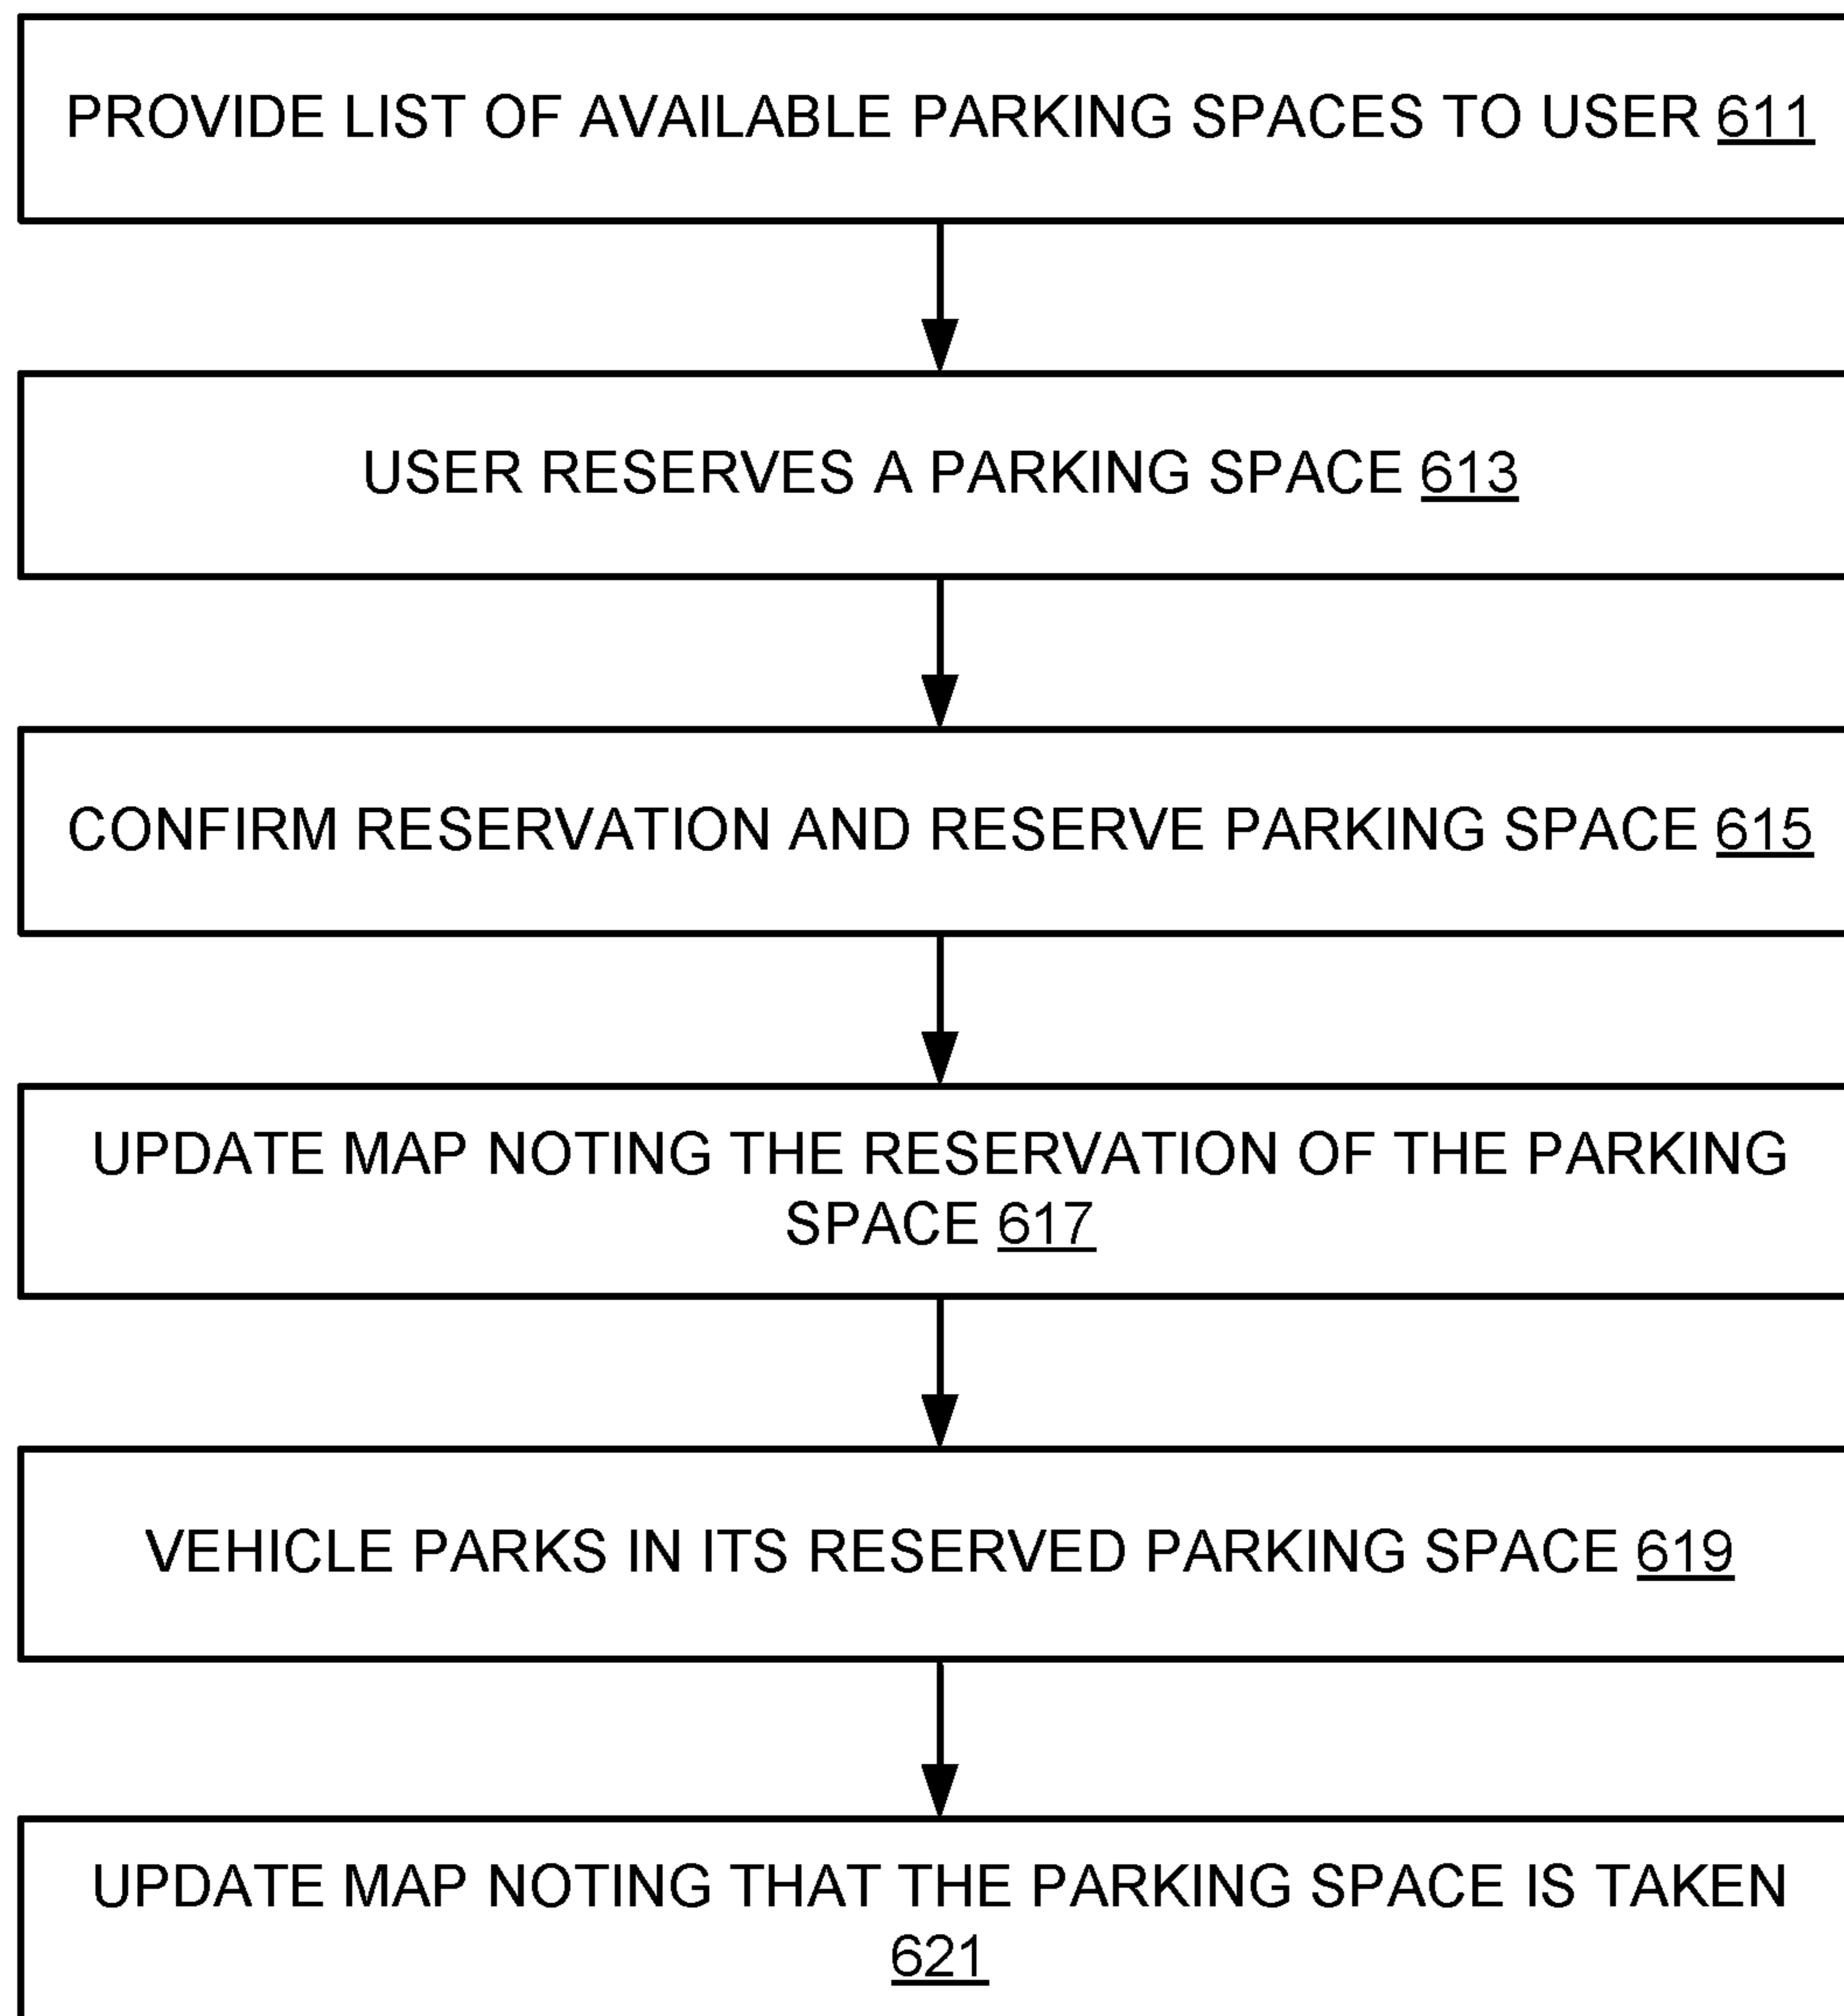 PROVIDE LIST OF AVAILABLE PARKING SPACES TO USER 611
USER RESERVES A PARKING SPACE 613
CONFIRM RESERVATION AND RESERVE PARKING SPACE 615
UPDATE MAP NOTING THE RESERVATION OF THE PARKING
SPACE 617
VEHICLE PARKS IN ITS RESERVED PARKING SPACE 619
UPDATE MAP NOTING THAT THE PARKING SPACE IS TAKEN
621